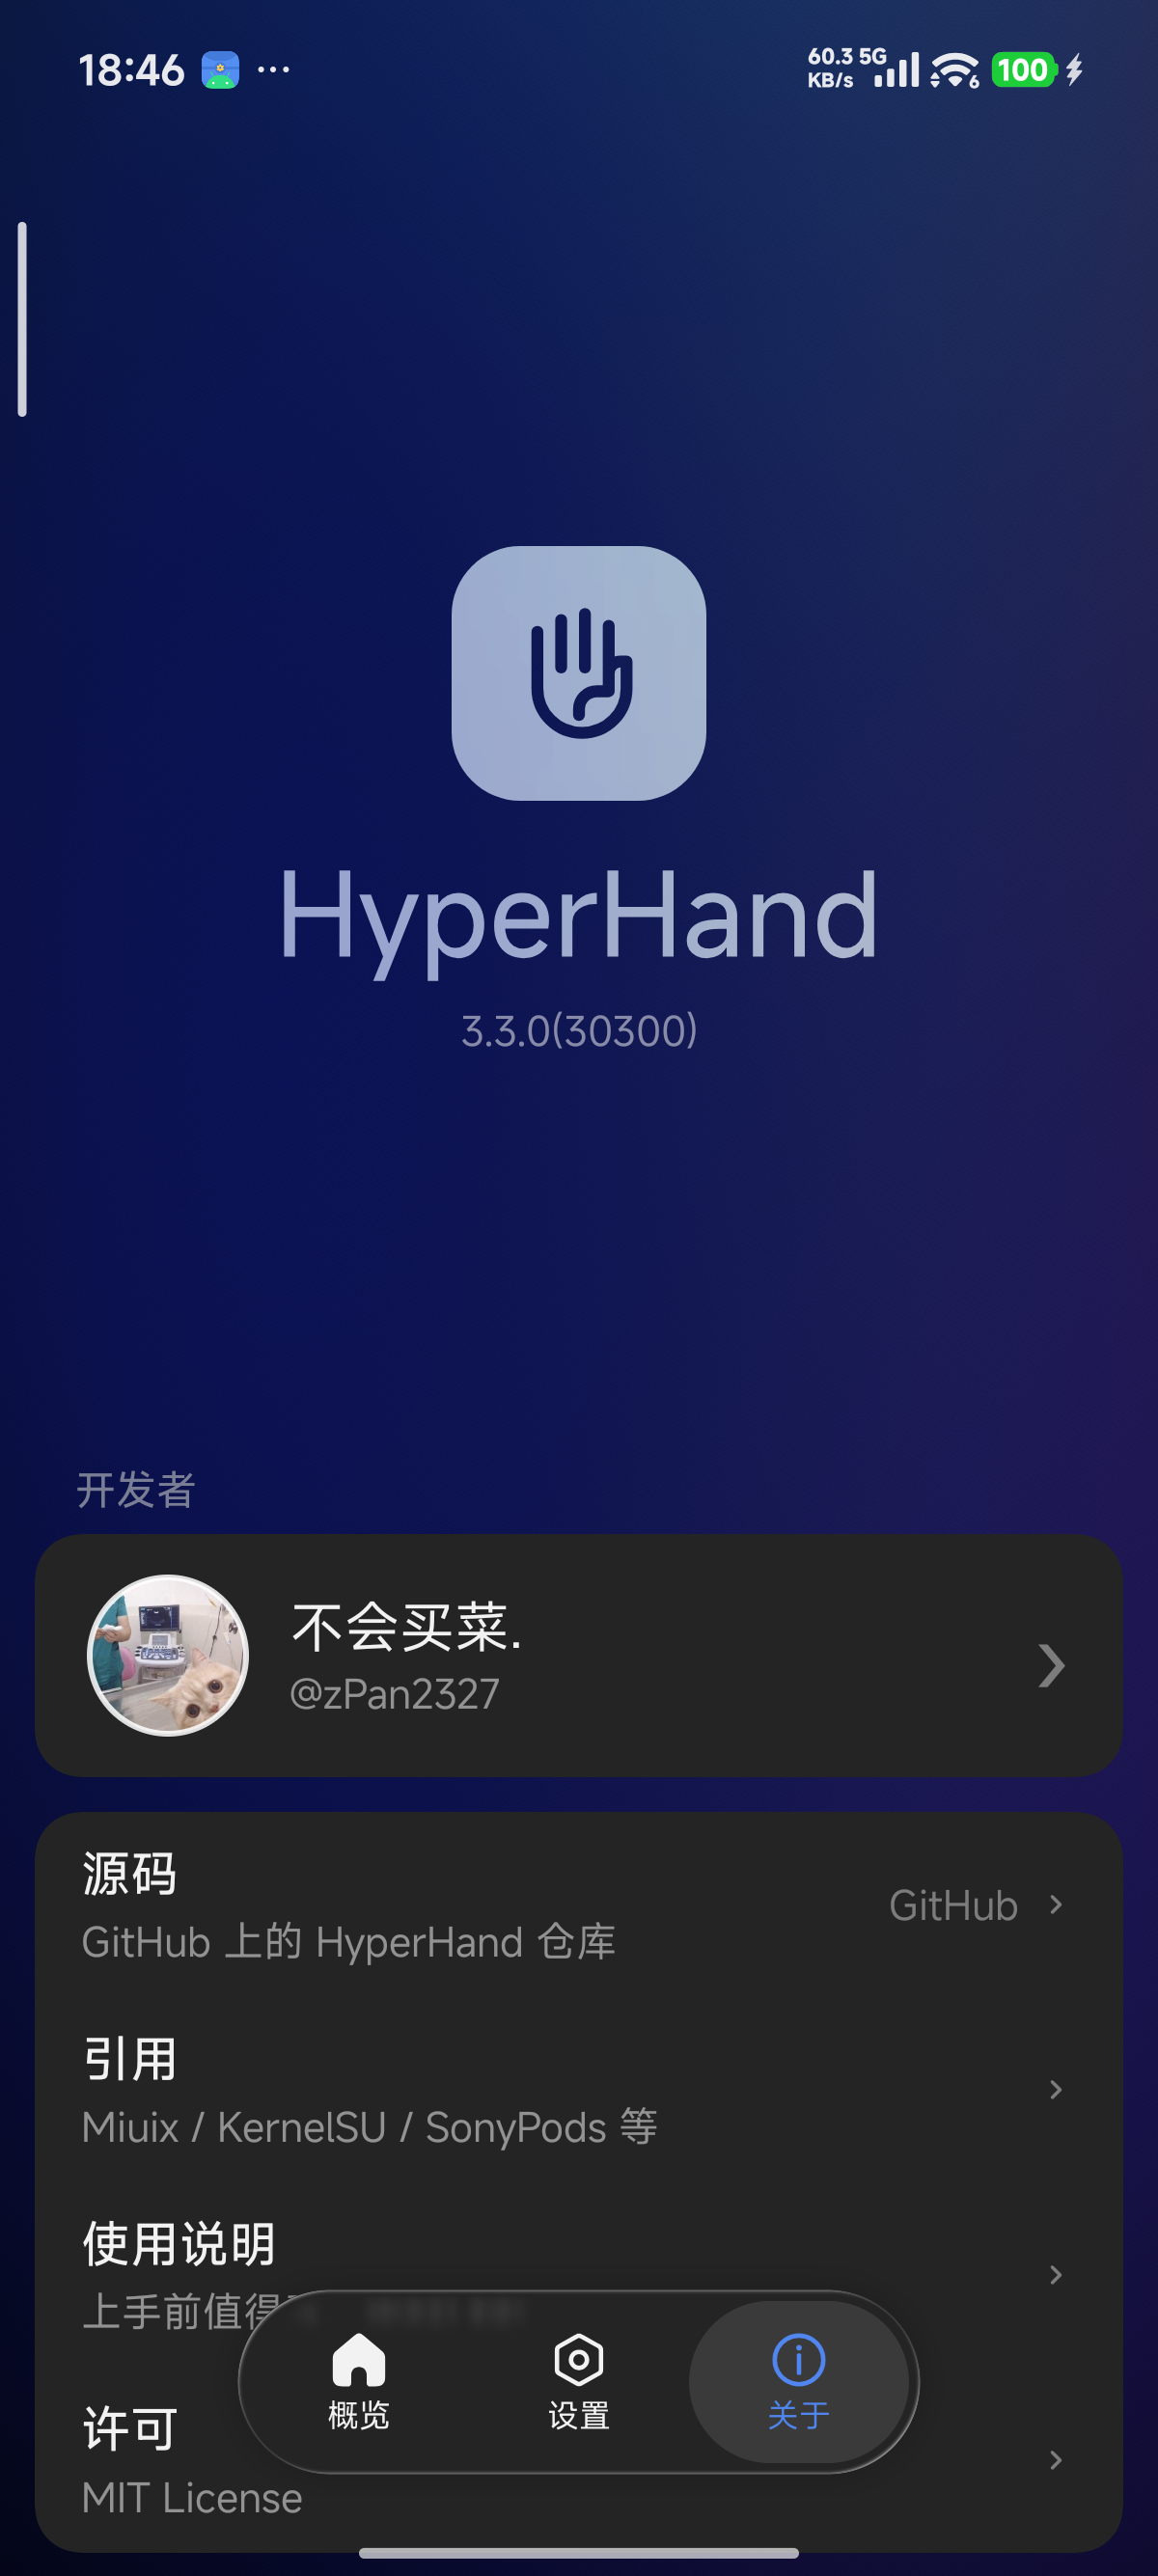 18:46
60.3 5G
KB/s
6
100
HyperHand
3.3.0(30300)
开发者
不会买菜.
@zPan2327
源码
GitHub 上的 HyperHand 仓库
GitHub
引用
Miuix / KernelSU / SonyPods 等
使用说明
上手前值得
许可
MIT License
概览
设置
关于